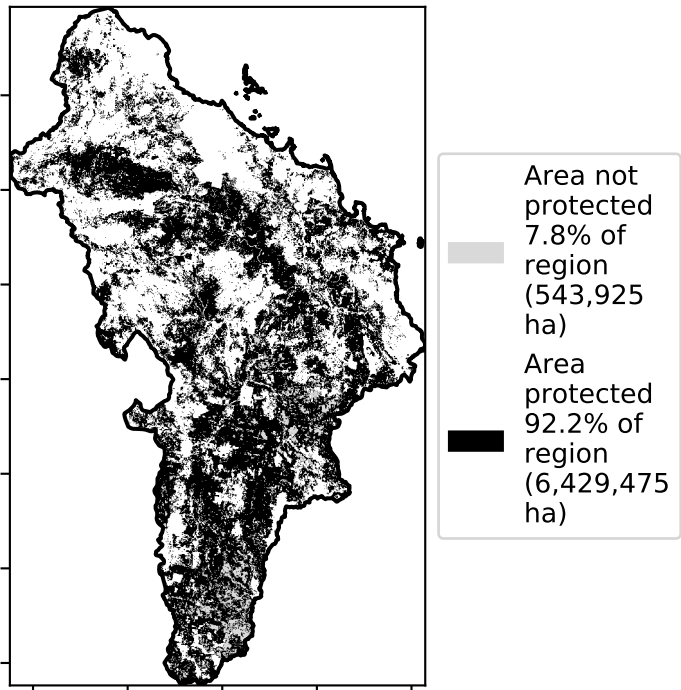 Area not
protected
7.8% of
region
(543,925
ha)
Area
protected
92.2% of
region
(6,429,475
ha)